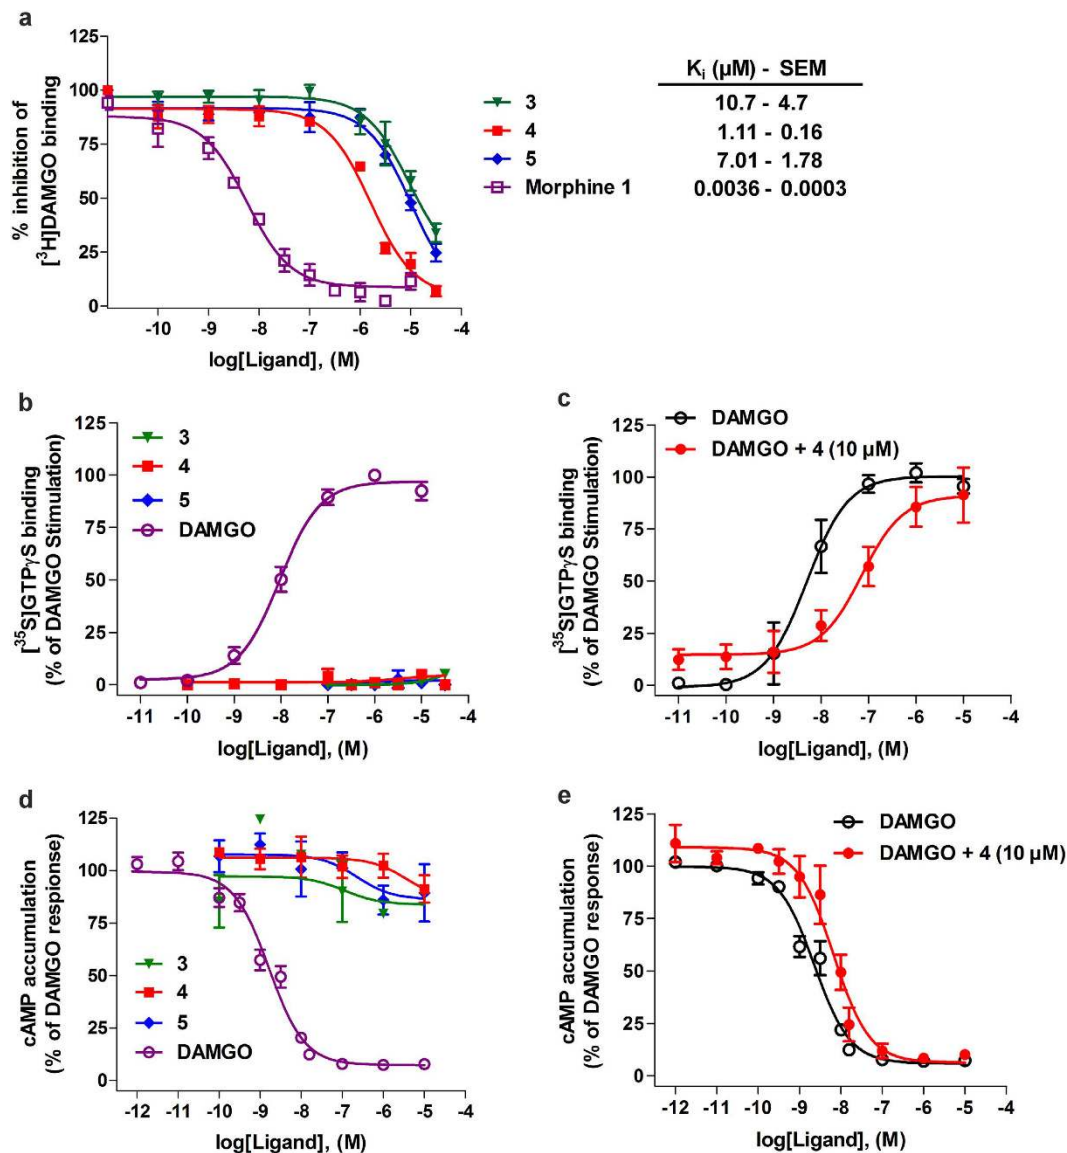 a
% inhibition of
[³H]DAMGO binding
125
100
75
50
25
0
-10 -9 -8 -7 -6 -5 -4
log[Ligand], (M)
3
4
5
Morphine 1
Kᵢ (µM) - SEM
10.7 - 4.7
1.11 - 0.16
7.01 - 1.78
0.0036 - 0.0003
b
[³⁵S]GTPγS binding
(% of DAMGO Stimulation)
125
100
75
50
25
0
3
4
5
DAMGO
-11 -10 -9 -8 -7 -6 -5 -4
log[Ligand], (M)
c
[³⁵S]GTPγS binding
(% of DAMGO Stimulation)
125
100
75
50
25
0
DAMGO
DAMGO + 4 (10 µM)
-11 -10 -9 -8 -7 -6 -5 -4
log[Ligand], (M)
d
cAMP accumulation
(% of DAMGO response)
125
100
75
50
25
0
3
4
5
DAMGO
-12 -11 -10 -9 -8 -7 -6 -5 -4
log[Ligand], (M)
e
cAMP accumulation
(% of DAMGO response)
125
100
75
50
25
0
DAMGO
DAMGO + 4 (10 µM)
-12 -11 -10 -9 -8 -7 -6 -5 -4
log[Ligand], (M)